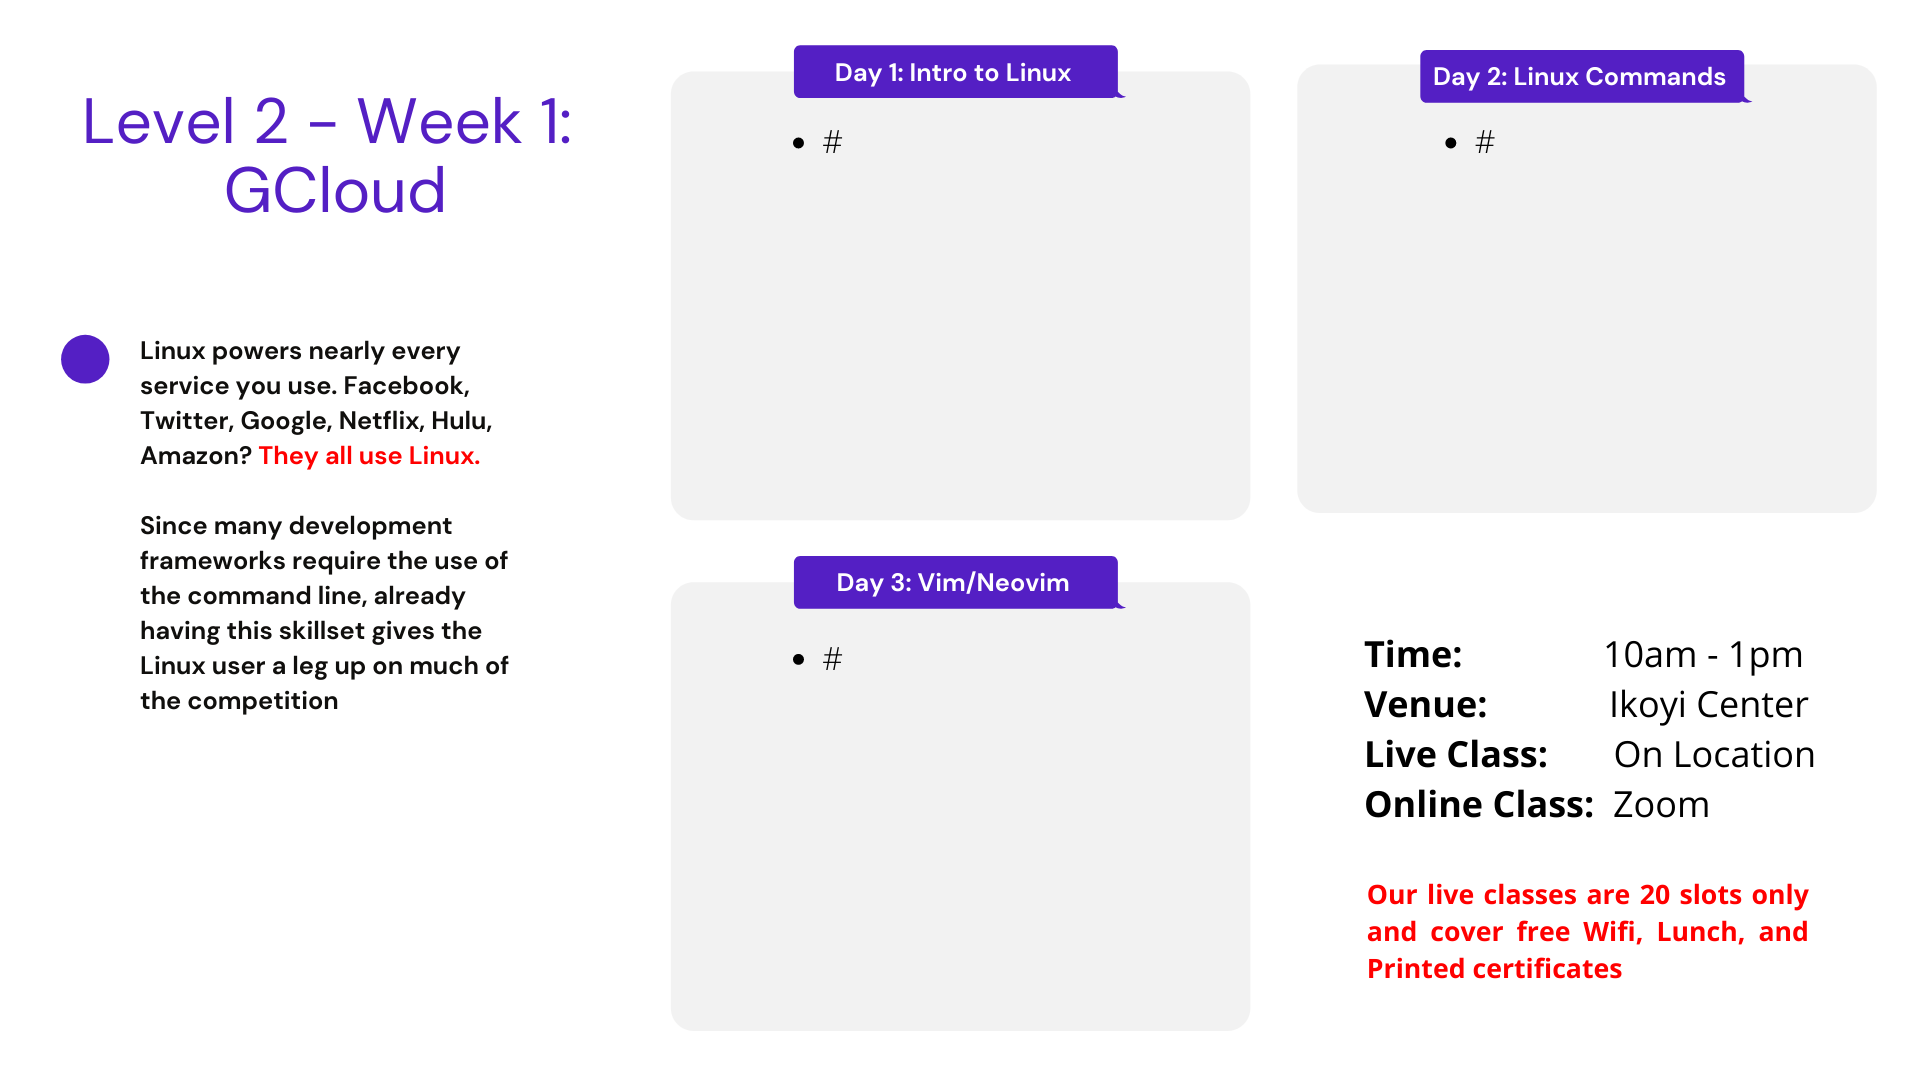 Level 2 - Week 1:
GCloud
Linux powers nearly every
service you use. Facebook,
Twitter, Google, Netflix, Hulu,
Amazon? They all use Linux.
Since many development
frameworks require the use of
the command line, already
having this skillset gives the
Linux user a leg up on much of
the competition
Day 1: Intro to Linux
• #
Day 2: Linux Commands
• #
Day 3: Vim/Neovim
• #
Time: 10am - 1pm
Venue: Ikoyi Center
Live Class: On Location
Online Class: Zoom
Our live classes are 20 slots only
and cover free Wifi, Lunch, and
Printed certificates